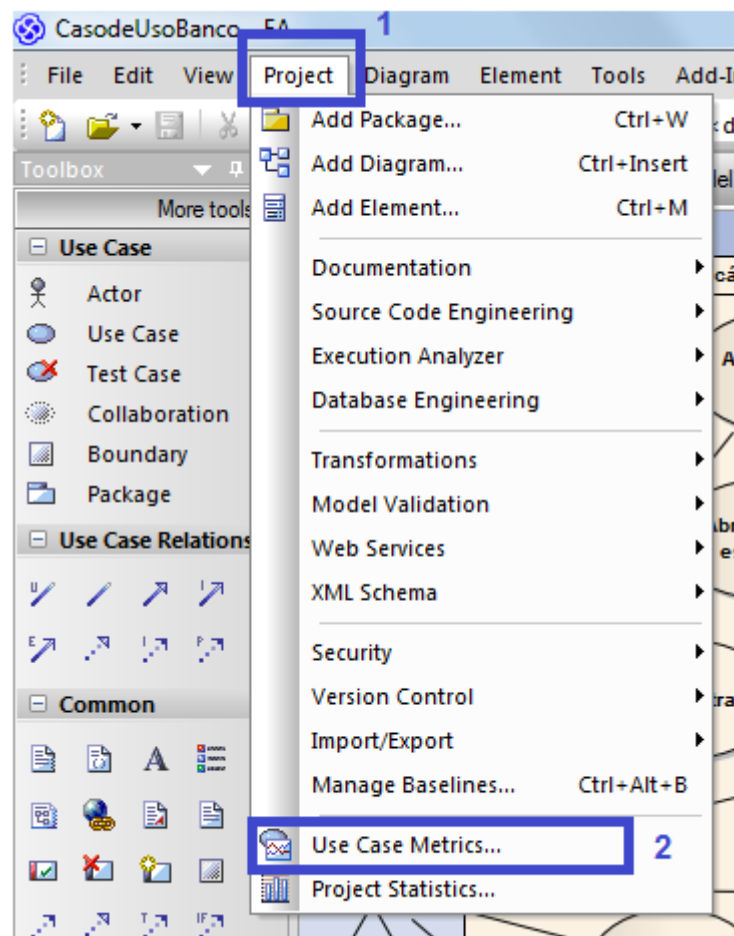 CasodeUsoBanco - EA
1
File Edit View Project Diagram Element Tools Add-I
Toolbox
More tools
Use Case
Actor
Use Case
Test Case
Collaboration
Boundary
Package
Use Case Relations
Common
Add Package... Ctrl+W
Add Diagram... Ctrl+Insert
Add Element... Ctrl+M
Documentation
Source Code Engineering
Execution Analyzer
Database Engineering
Transformations
Model Validation
Web Services
XML Schema
Security
Version Control
Import/Export
Manage Baselines... Ctrl+Alt+B
Use Case Metrics... 2
Project Statistics...